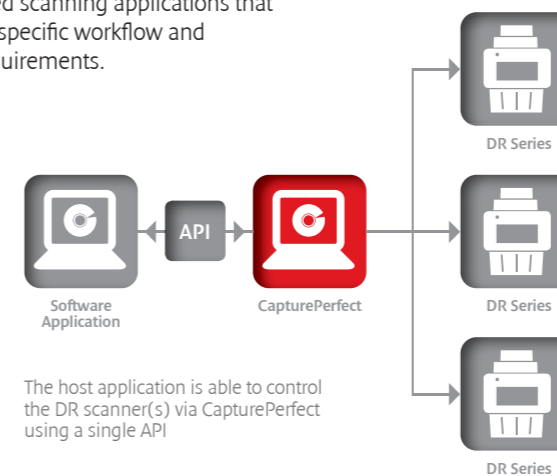 ed scanning applications that
specific workflow and
uirements.
DR Series
API
Software
Application
CapturePerfect
DR Series
The host application is able to control
the DR scanner(s) via CapturePerfect
using a single API
DR Series